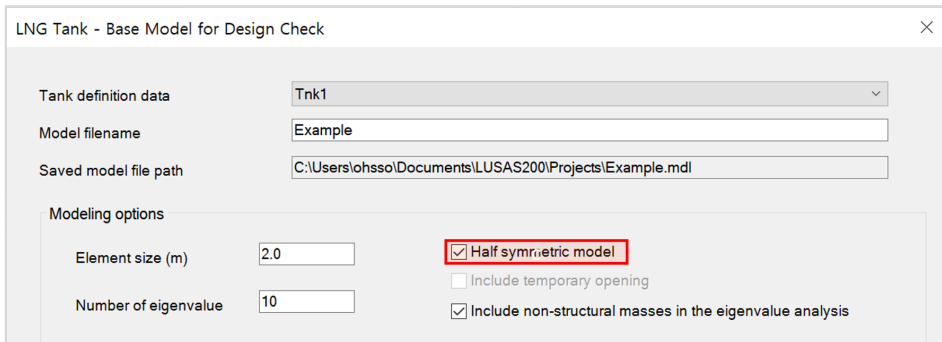 LNG Tank - Base Model for Design Check
Tank definition data
Tnk1
Model filename
Example
Saved model file path
C:\Users\ohsso\Documents\LUSAS200\Projects\Example.mdl
Modeling options
Element size (m)
2.0
Half symmetric model
Include temporary opening
Number of eigenvalue
10
Include non-structural masses in the eigenvalue analysis